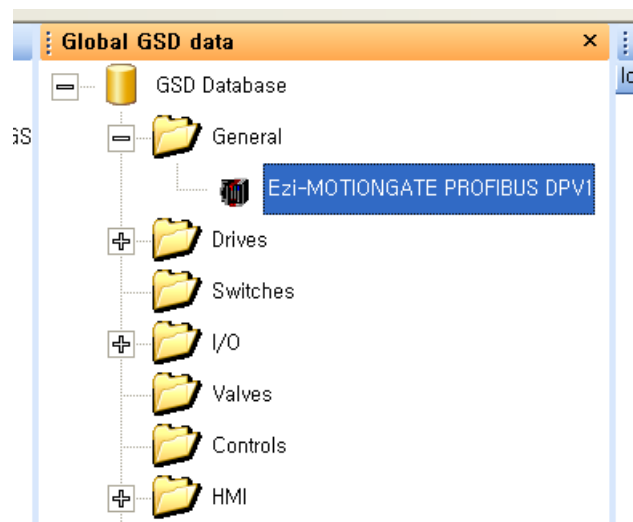 Global GSD data
GSD Database
General
Ezi-MOTIONGATE PROFIBUS DPV1
Drives
Switches
I/O
Valves
Controls
HMI